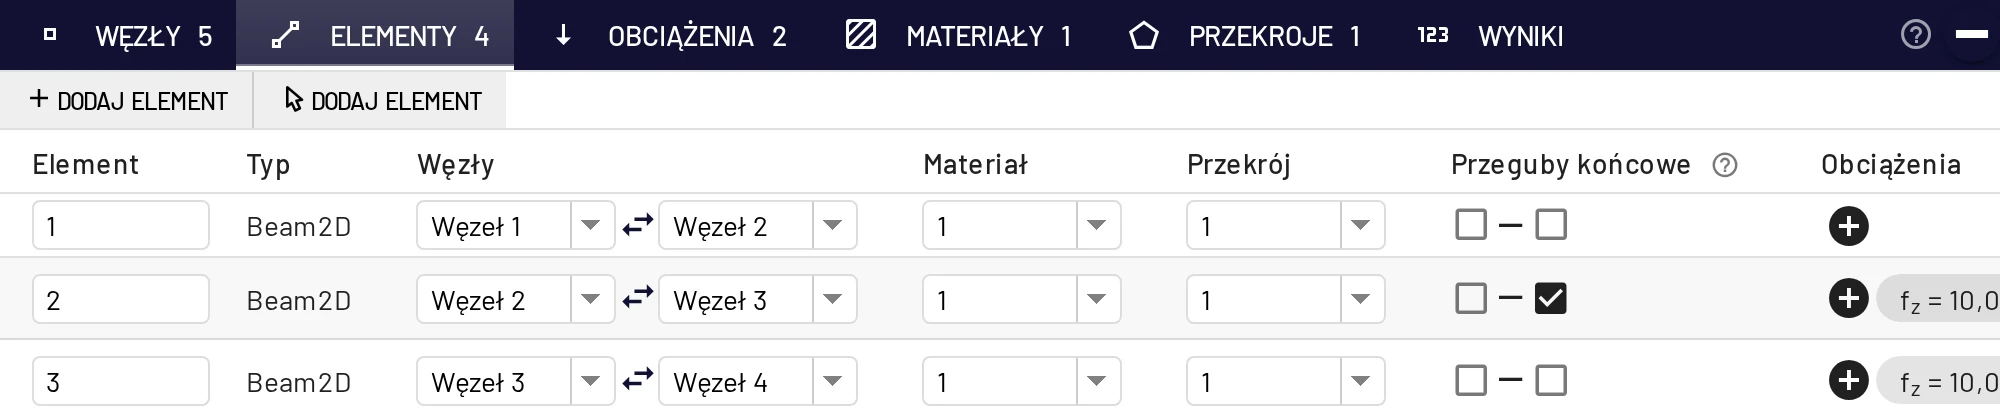 WĘZŁY 5 ELEMENTY 4 OBCIĄŻENIA 2 MATERIAŁY 1 PRZEKROJE 1 123 WYNIKI ?
+ DODAJ ELEMENT DODAJ ELEMENT
Element Typ Węzły Materiał Przekrój Przeguby końcowe ? Obciążenia
1 Beam2D Węzeł 1 Węzeł 2 1 1
2 Beam2D Węzeł 2 Węzeł 3 1 1 fz = 10,0
3 Beam2D Węzeł 3 Węzeł 4 1 1 fz = 10,0